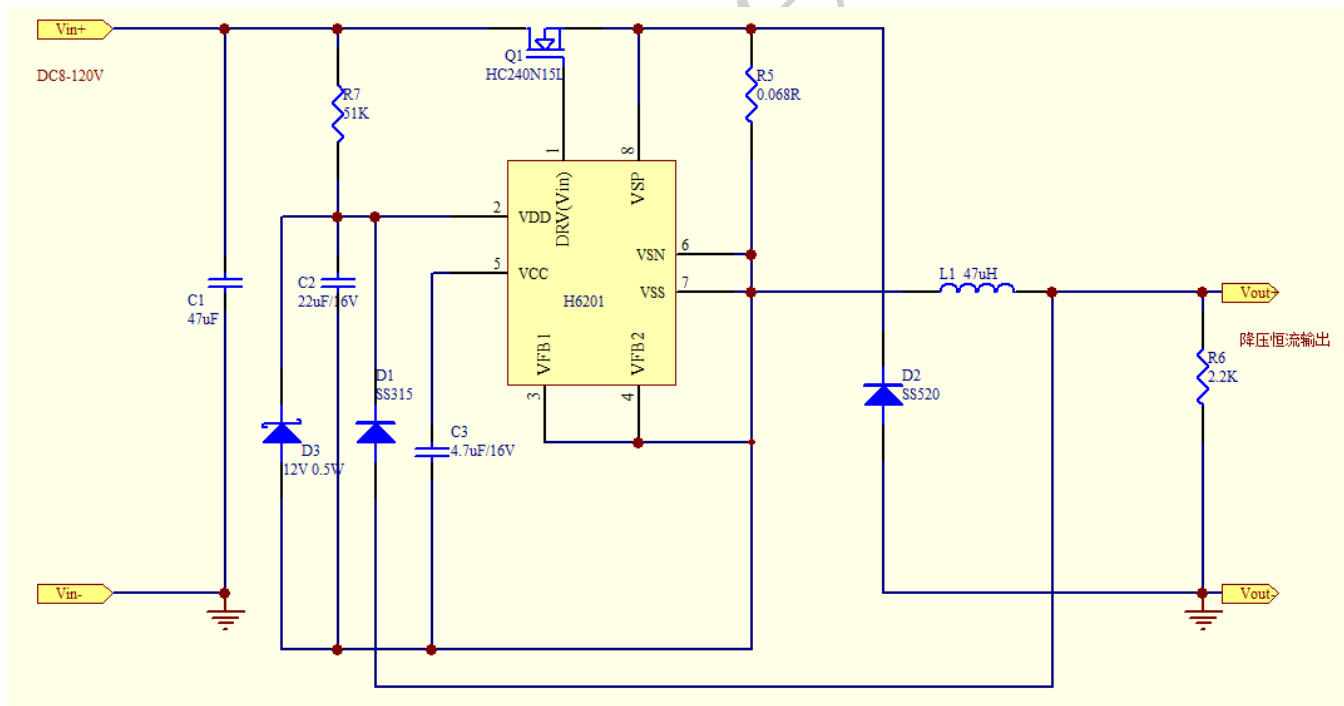 Vin+
DC8-120V
Q1
HC240N15L
R7
51K
R5
0.068R
1
8
DRV(Vin)
VSP
2
VDD
5
VCC
VSN
6
VSS
7
H6201
VFB1
VFB2
3
4
C1
47uF
C2
22uF/16V
L1 47uH
Vout+
降压恒流输出
R6
2.2K
D1
SS315
D2
SS520
D3
12V 0.5W
C3
4.7uF/16V
Vin-
Vout-